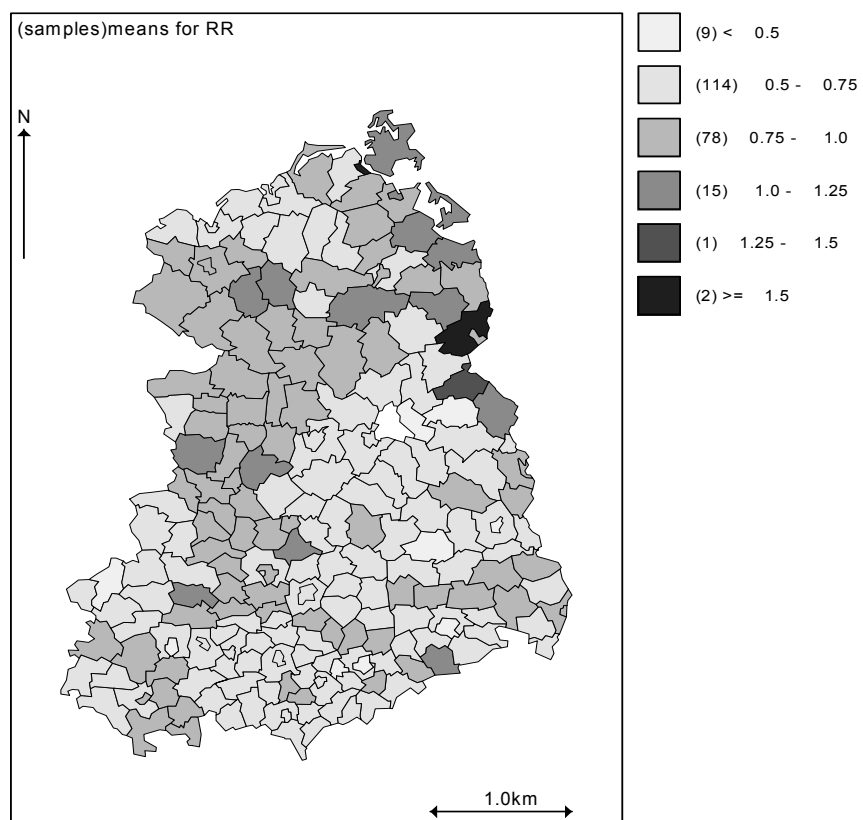 (samples)means for RR
N
(9) < 0.5
(114) 0.5 - 0.75
(78) 0.75 - 1.0
(15) 1.0 - 1.25
(1) 1.25 - 1.5
(2) >= 1.5
1.0km